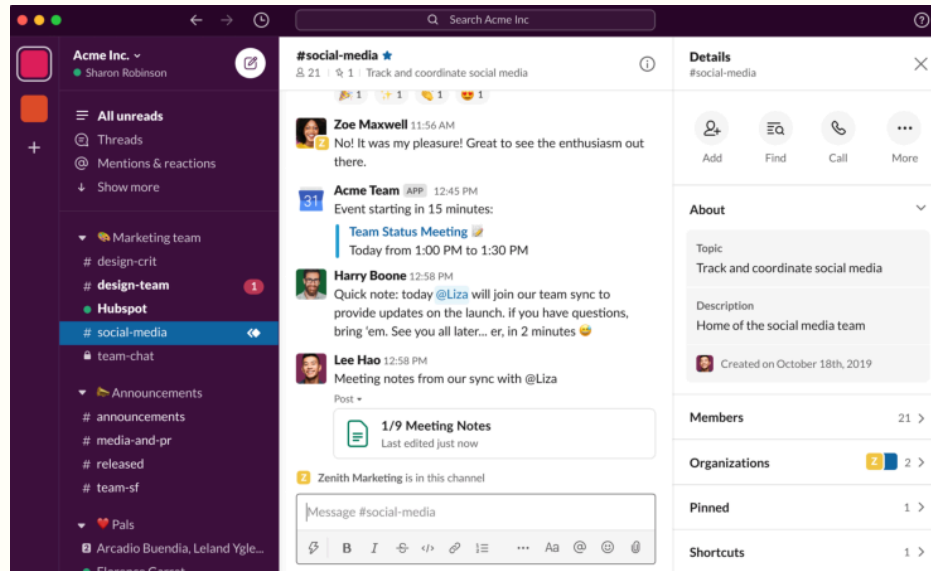 Search Acme Inc
Acme Inc.
Sharon Robinson
All unreads
Threads
@ Mentions & reactions
Show more
Marketing team
# design-crit
# design-team 1
Hubspot
# social-media
team-chat
Announcements
# announcements
# media-and-pr
# released
# team-sf
Pals
2 Arcadio Buendia, Leland Ygle...
#social-media
21 | 1 | Track and coordinate social media
1 1 1 1
Zoe Maxwell 11:56 AM
No! It was my pleasure! Great to see the enthusiasm out
there.
31
Acme Team APP 12:45 PM
Event starting in 15 minutes:
Team Status Meeting
Today from 1:00 PM to 1:30 PM
Harry Boone 12:58 PM
Quick note: today @Liza will join our team sync to
provide updates on the launch. if you have questions,
bring 'em. See you all later... er, in 2 minutes
Lee Hao 12:58 PM
Meeting notes from our sync with @Liza
Post
1/9 Meeting Notes
Last edited just now
Z Zenith Marketing is in this channel
Message #social-media
B I S </> ... Aa @
Details
#social-media
Add Find Call More
About
Topic
Track and coordinate social media
Description
Home of the social media team
Created on October 18th, 2019
Members 21
Organizations Z 2
Pinned 1
Shortcuts 1